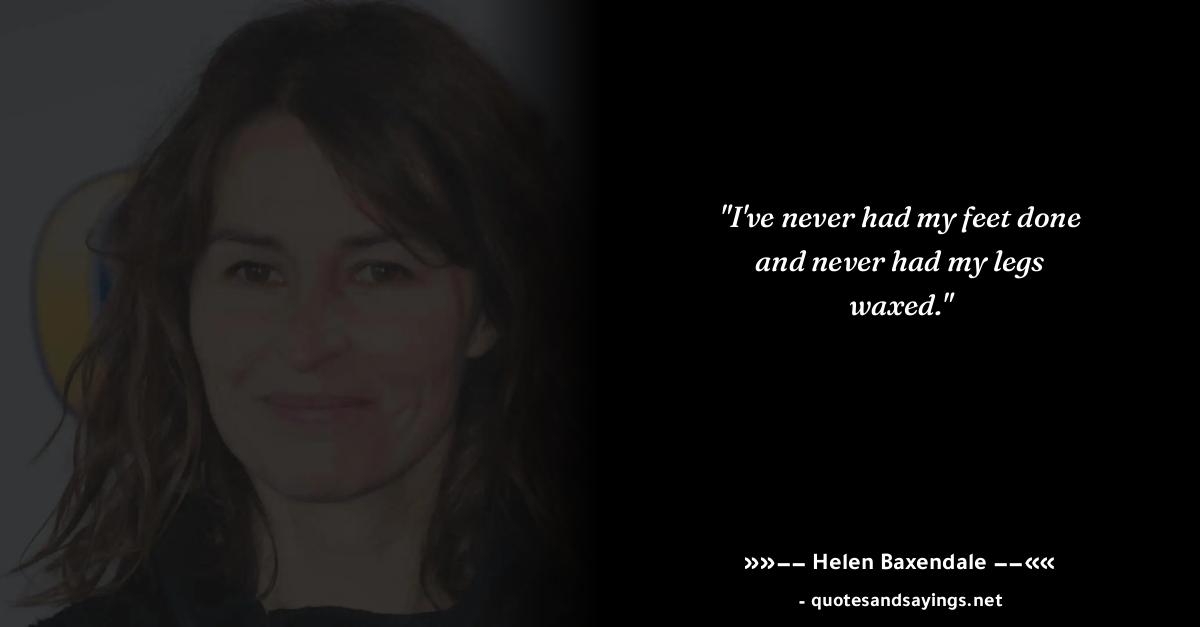 "I've never had my feet done
and never had my legs
waxed."
»»-- Helen Baxendale --««
- quotesandsayings.net